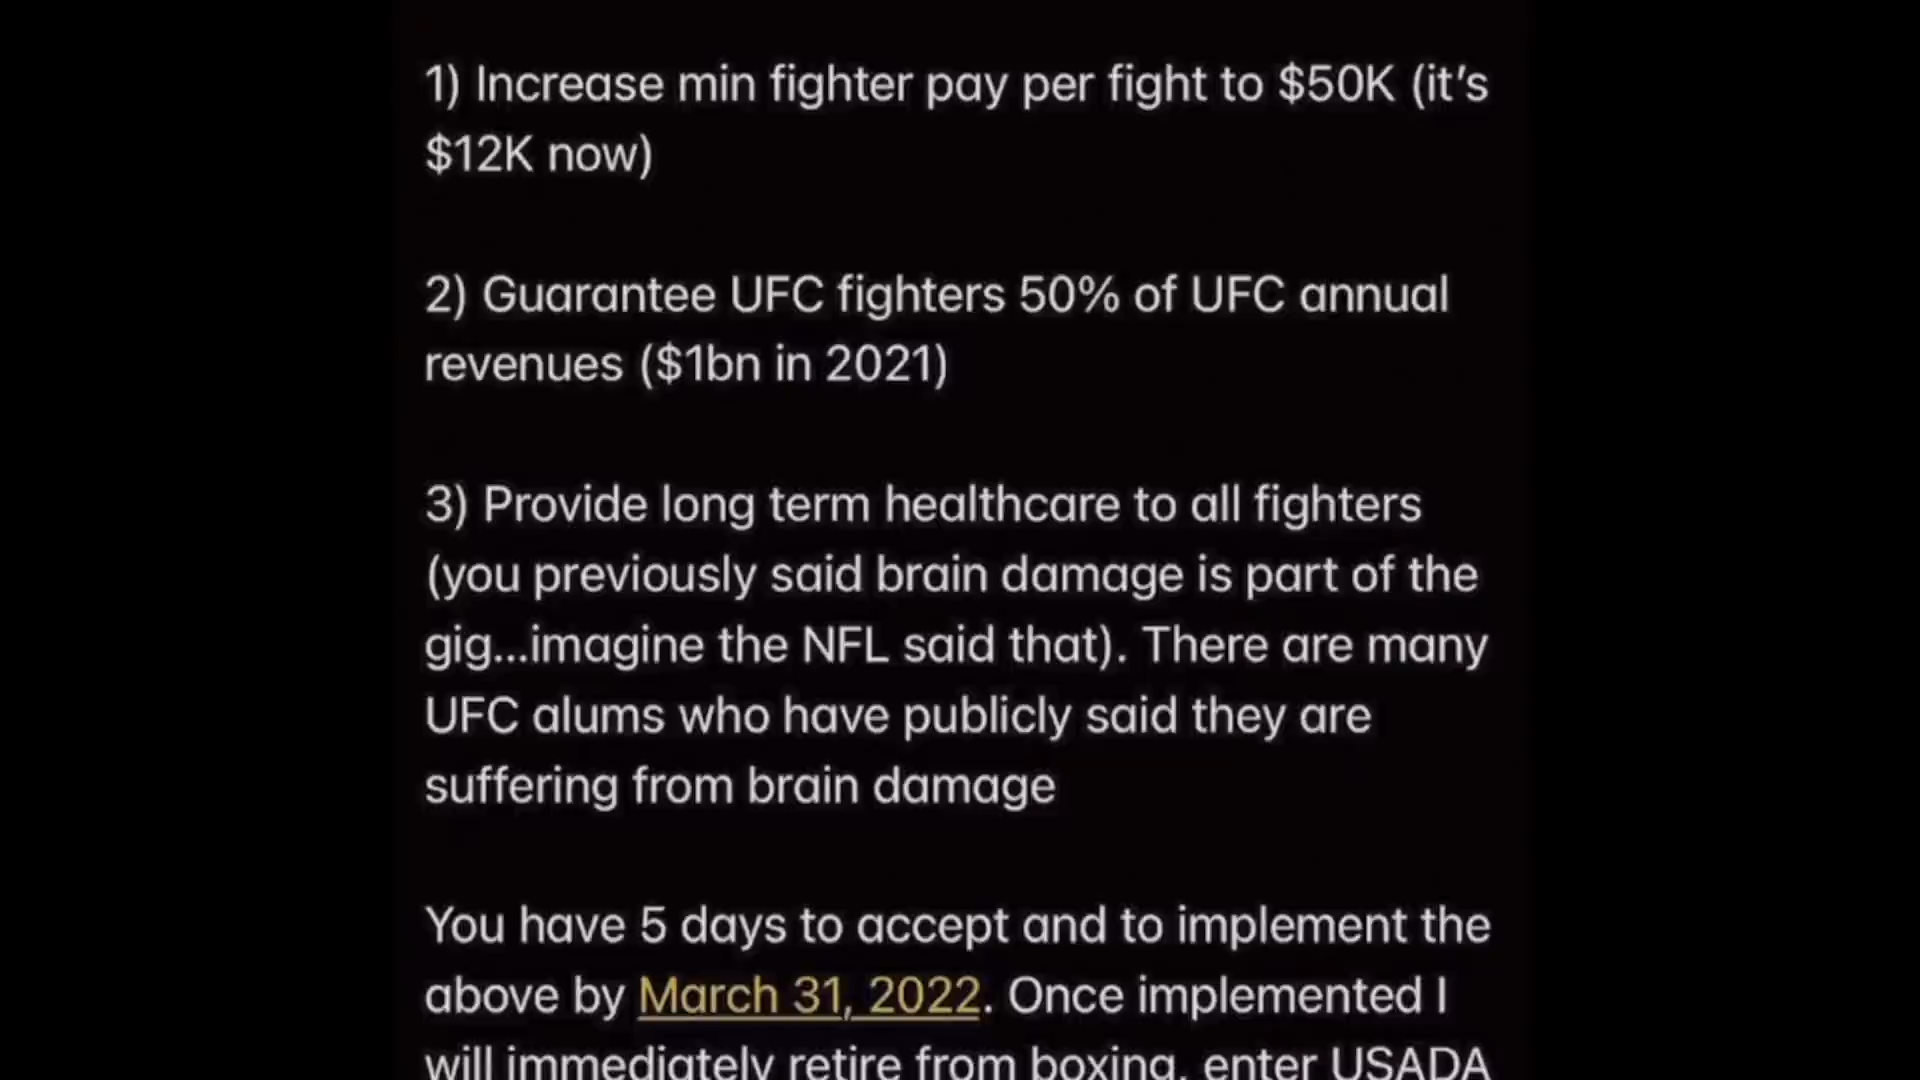 1) Increase min fighter pay per fight to $50K (it's
$12K now)
2) Guarantee UFC fighters 50% of UFC annual
revenues ($1bn in 2021)
3) Provide long term healthcare to all fighters
(you previously said brain damage is part of the
gig...imagine the NFL said that). There are many
UFC alums who have publicly said they are
suffering from brain damage
You have 5 days to accept and to implement the
above by March 31, 2022. Once implemented I
will immediately retire from boxing, enter USADA